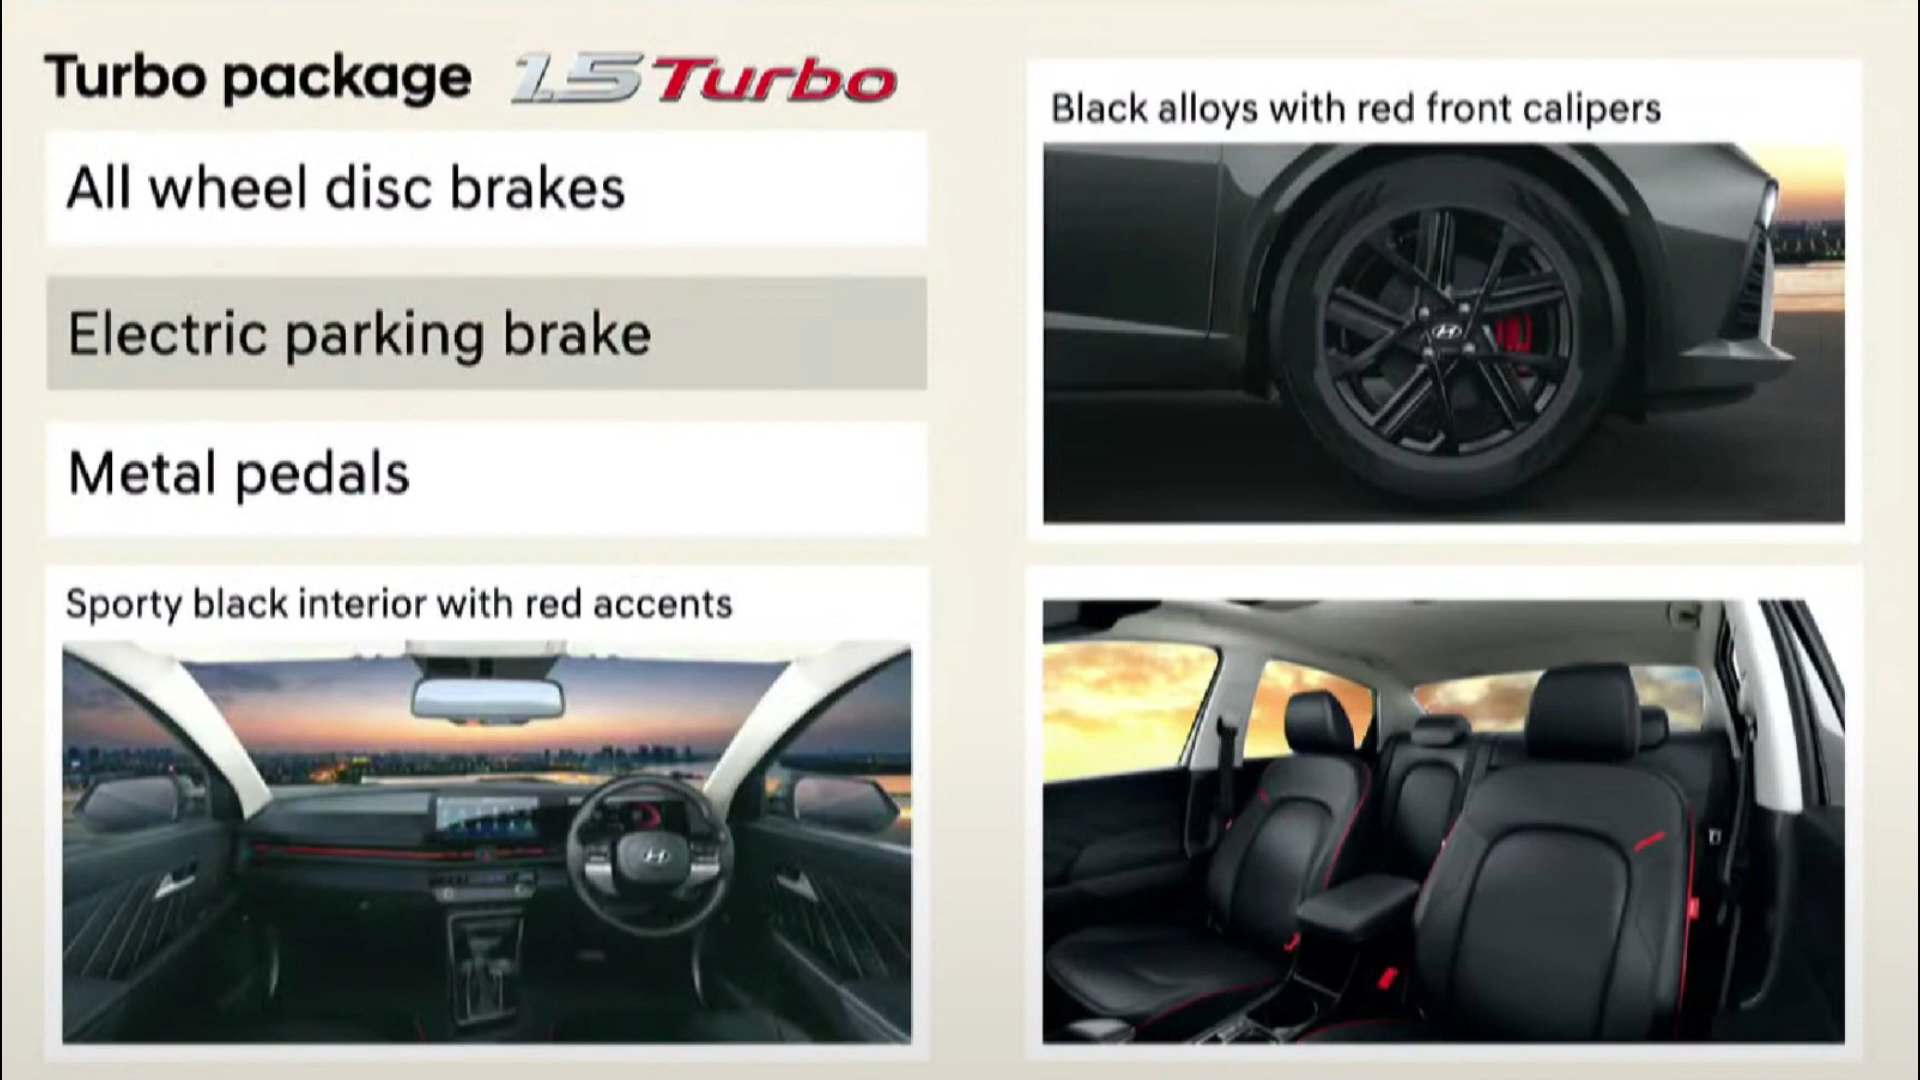 Turbo package 1.5 Turbo
All wheel disc brakes
Electric parking brake
Metal pedals
Sporty black interior with red accents
Black alloys with red front calipers